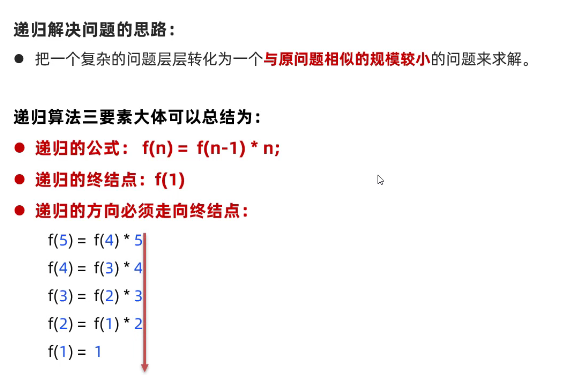 递归解决问题的思路：
● 把一个复杂的问题层层转化为一个与原问题相似的规模较小的问题来求解。
递归算法三要素大体可以总结为：
● 递归的公式： f(n) = f(n-1) * n;
● 递归的终结点：f(1)
● 递归的方向必须走向终结点：
f(5) = f(4) * 5
f(4) = f(3) * 4
f(3) = f(2) * 3
f(2) = f(1) * 2
f(1) = 1